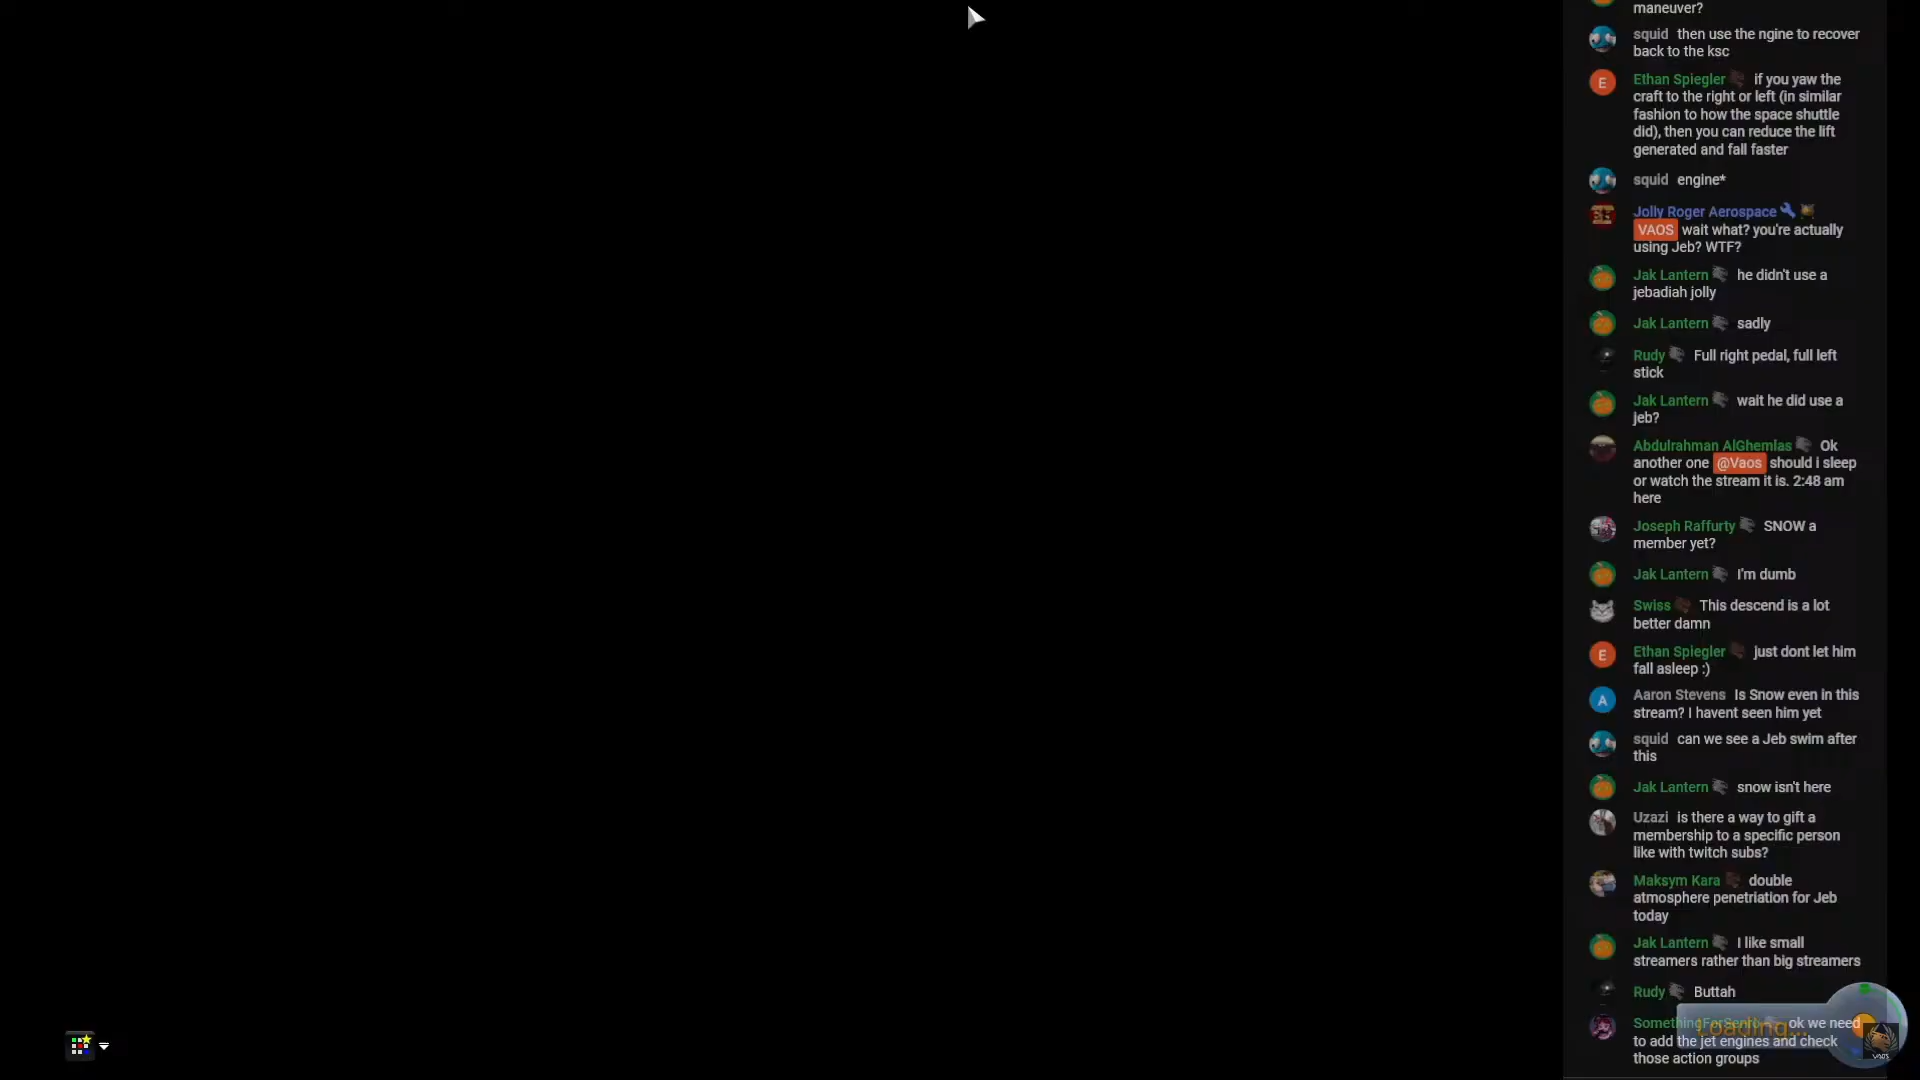 maneuver?
squid then use the ngine to recover
back to the ksc
E Ethan Spiegler if you yaw the
craft to the right or left (in similar
fashion to how the space shuttle
did), then you can reduce the lift
generated and fall faster
squid engine*
Jolly Roger Aerospace
VAOS wait what? you're actually
using Jeb? WTF?
Jak Lantern he didn't use a
jebadiah jolly
Jak Lantern sadly
Rudy Full right pedal, full left
stick
Jak Lantern wait he did use a
jeb?
Abdulrahman AlGhemlas Ok
another one @Vaos should i sleep
or watch the stream it is. 2:48 am
here
Joseph Raffurty SNOW a
member yet?
Jak Lantern I'm dumb
Swiss This descend is a lot
better damn
E Ethan Spiegler just dont let him
fall asleep :)
A Aaron Stevens Is Snow even in this
stream? I havent seen him yet
squid can we see a Jeb swim after
this
Jak Lantern snow isn't here
Uzazi is there a way to gift a
membership to a specific person
like with twitch subs?
Maksym Kara double
atmosphere penetriation for Jeb
today
Jak Lantern I like small
streamers rather than big streamers
Rudy Buttah
Loading...
ok we need
to add the jet engines and check
those action groups
VAOS